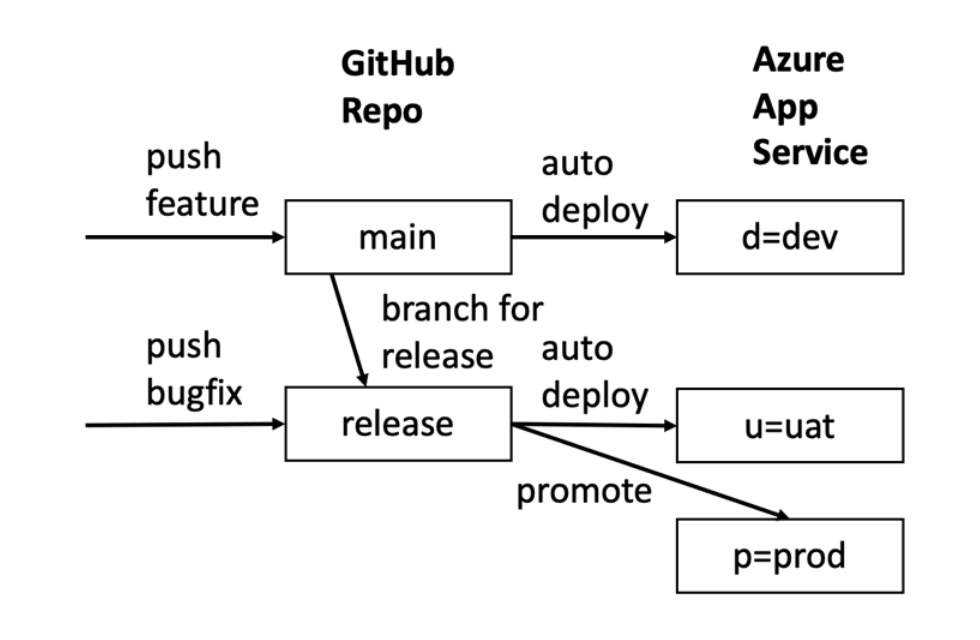 GitHub
Repo
Azure
App
Service
push
feature
main
auto
deploy
d=dev
branch for
release
push
bugfix
release
auto
deploy
u=uat
promote
p=prod